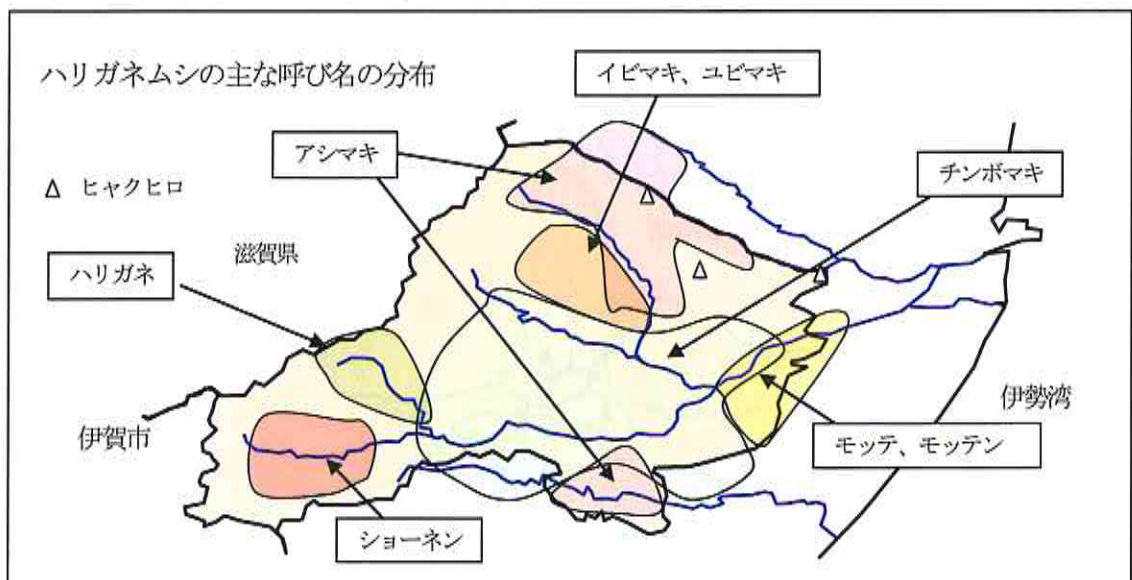 ハリガネムシの主な呼び名の分布
イビマキ、ユビマキ
アシマキ
チンボマキ
△ ヒャクヒロ
滋賀県
ハリガネ
伊勢湾
伊賀市
モッテ、モッテン
ショーネン